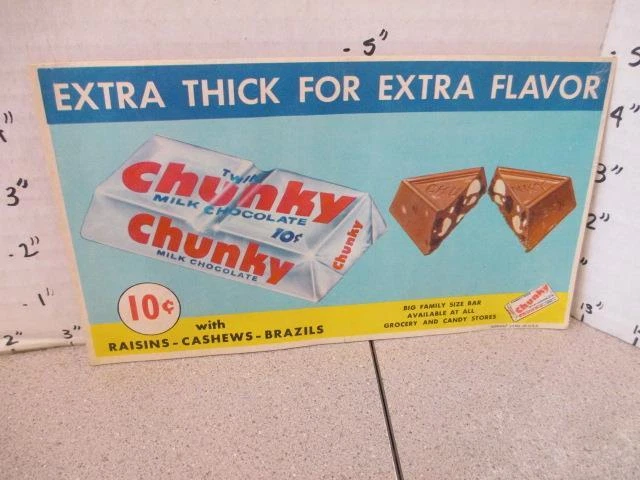 5"
5
4"
3"
2"
3"
1"
2"
3"
2"
1"
EXTRA THICK FOR EXTRA FLAVOR
TWIN
Chunky
MILK CHOCOLATE
10¢
Chunky
MILK CHOCOLATE
Chunky
10¢
with
RAISINS - CASHEWS - BRAZILS
BIG FAMILY SIZE BAR
AVAILABLE AT ALL
GROCERY AND CANDY STORES
Chunky